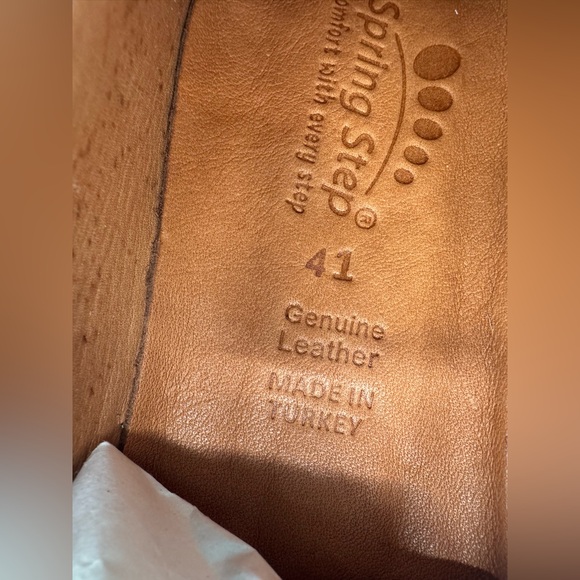 Spring Step®
comfort with every step
41
Genuine
Leather
MADE IN
TURKEY